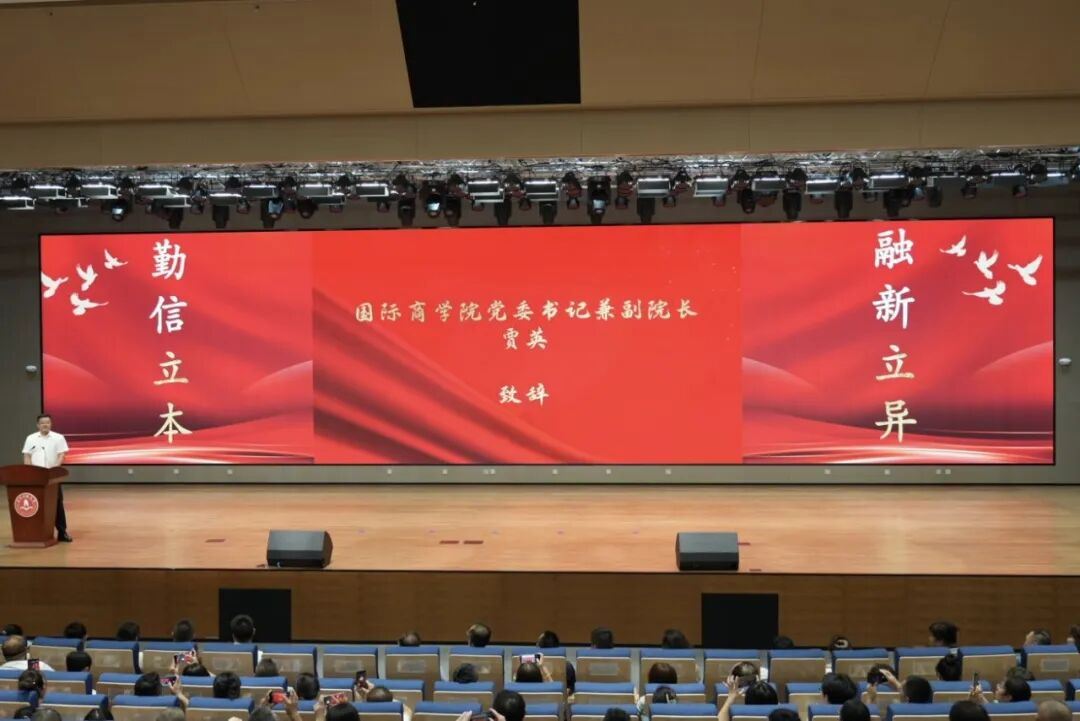 勤信立本
国际商学院党委书记兼副院长
贾英
致辞
融新立异